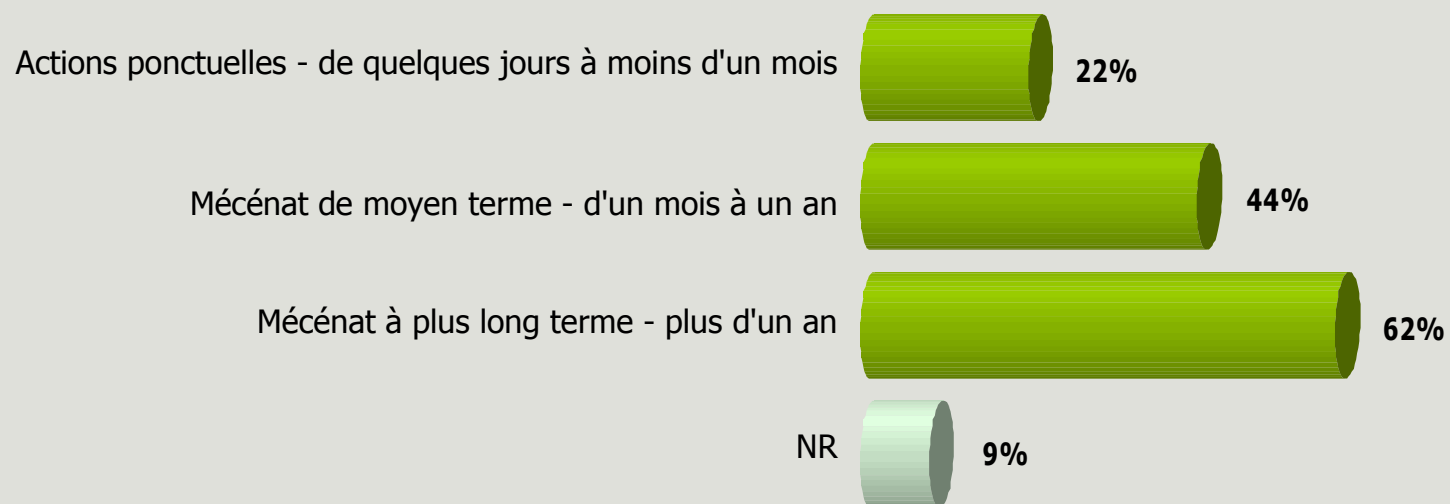 Actions ponctuelles - de quelques jours à moins d'un mois
22%
Mécénat de moyen terme - d'un mois à un an
44%
Mécénat à plus long terme - plus d'un an
62%
NR
9%